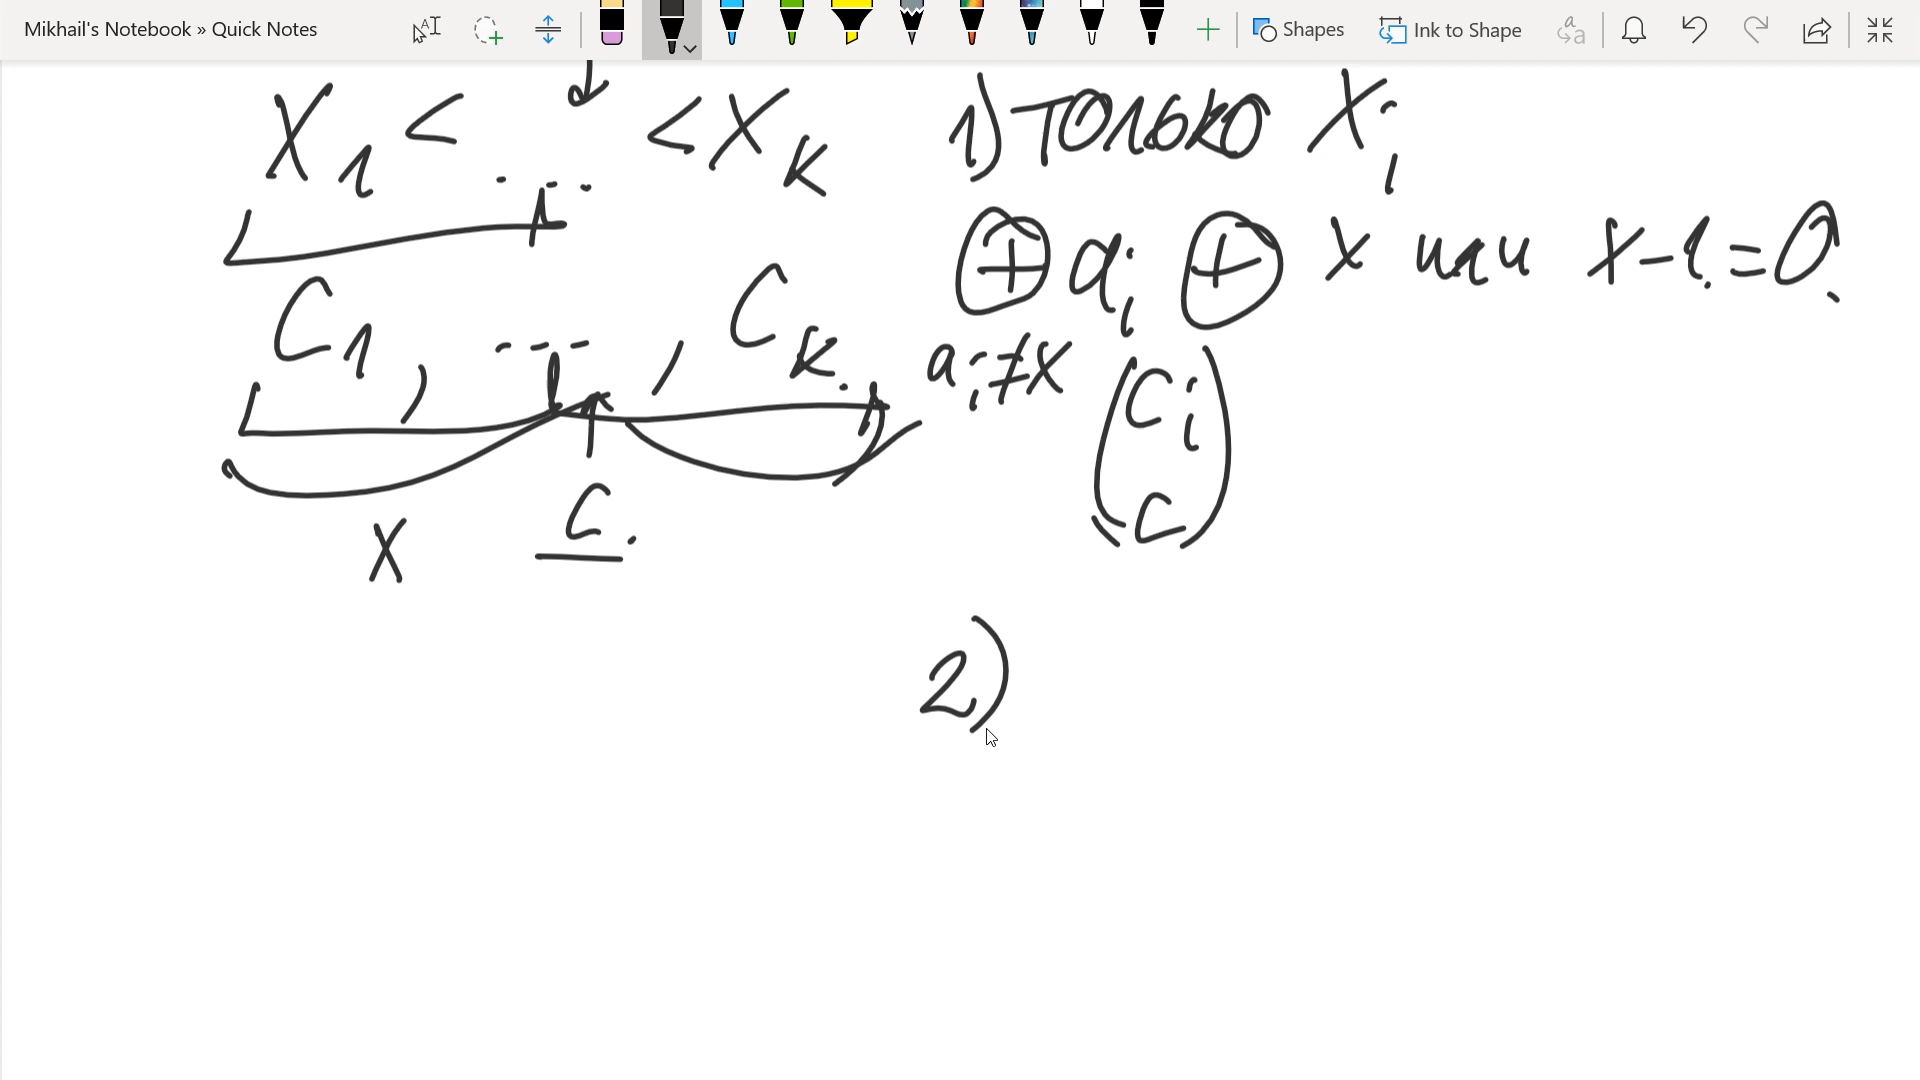 Mikhail's Notebook » Quick Notes
Shapes
Ink to Shape
X₁ < ... < Xₖ
1) только Xᵢ
⊕ aᵢ ⊕ x или x-1 = 0
C₁, ..., Cₖ
aᵢ ≠ x
(Cᵢ
C)
x
C.
2)